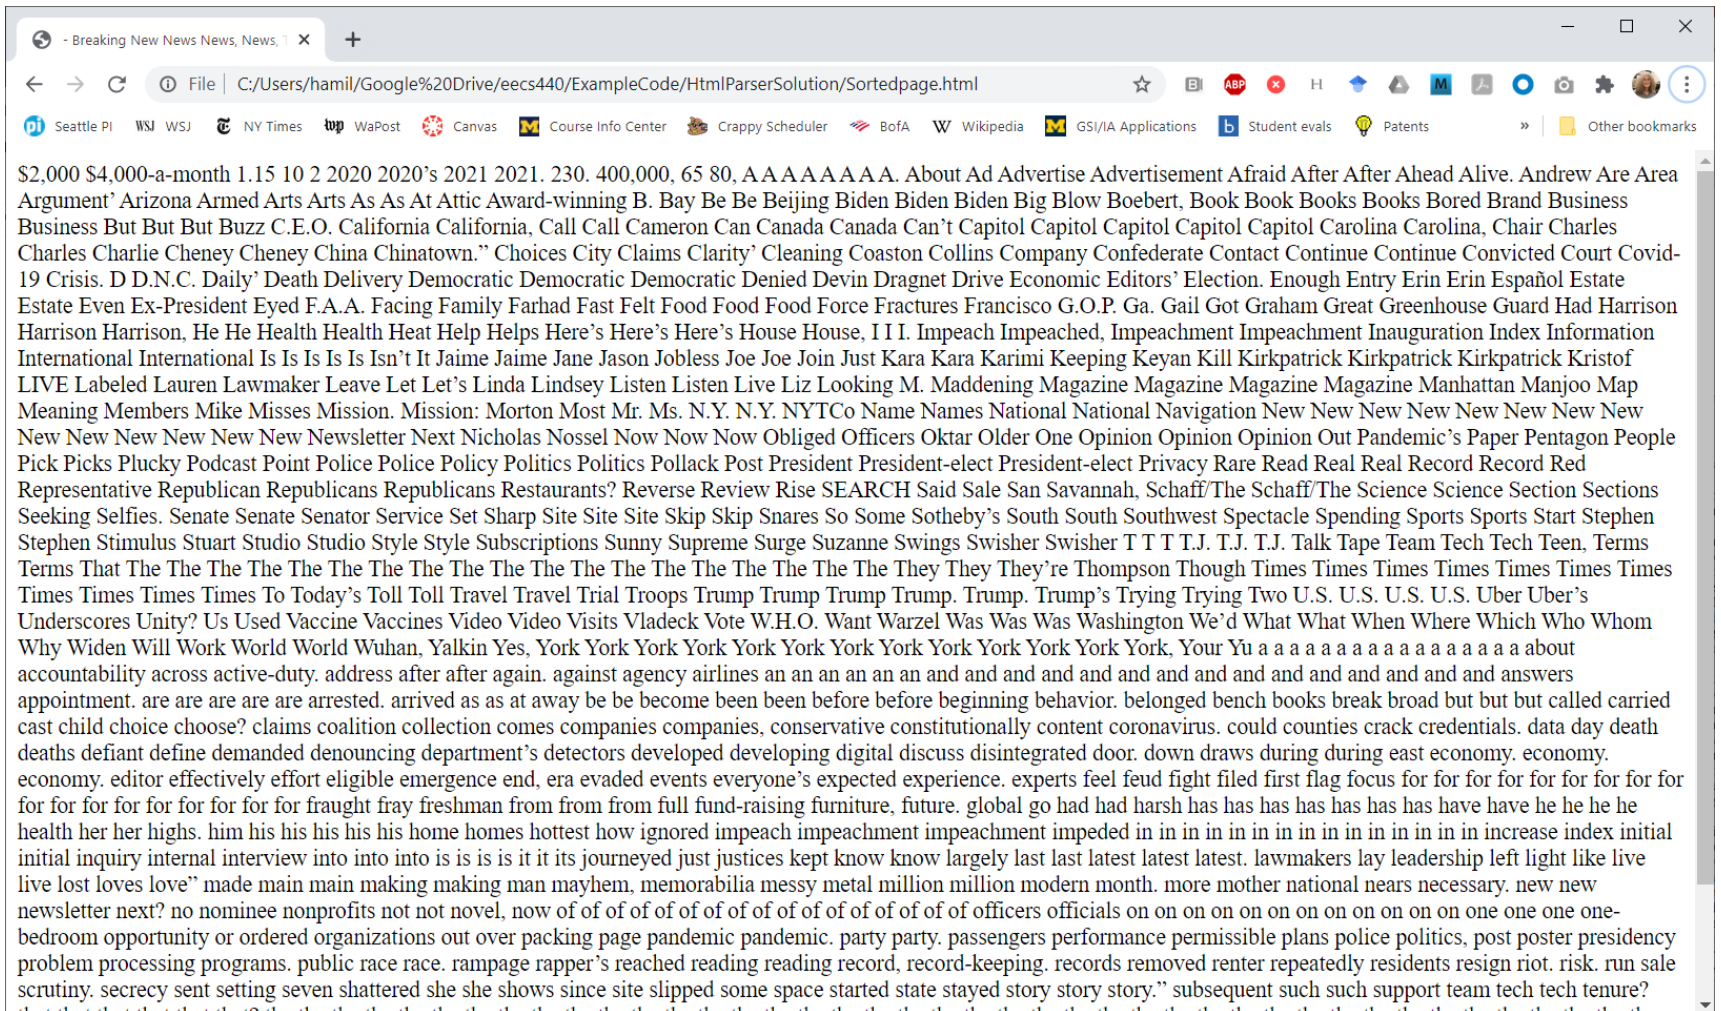 - Breaking New News News, News,
File C:/Users/hamil/Google%20Drive/eecs440/ExampleCode/HtmlParserSolution/Sortedpage.html
Seattle PI WSJ WSJ NY Times wp WaPost Canvas Course Info Center Crappy Scheduler BofA W Wikipedia GSI/IA Applications Student evals Patents » Other bookmarks
$2,000 $4,000-a-month 1.15 10 2 2020 2020’s 2021 2021. 230. 400,000, 65 80, A A A A A A A A. About Ad Advertise Advertisement Afraid After After Ahead Alive. Andrew Are Area
Argument’ Arizona Armed Arts Arts As As At Attic Award-winning B. Bay Be Be Beijing Biden Biden Biden Big Blow Boebert, Book Book Books Books Bored Brand Business
Business But But But Buzz C.E.O. California California, Call Call Cameron Can Canada Canada Can’t Capitol Capitol Capitol Capitol Capitol Carolina Carolina, Chair Charles
Charles Charlie Cheney Cheney China Chinatown.” Choices City Claims Clarity’ Cleaning Coaston Collins Company Confederate Contact Continue Continue Convicted Court Covid-
19 Crisis. D D.N.C. Daily’ Death Delivery Democratic Democratic Democratic Denied Devin Dragnet Drive Economic Editors’ Election. Enough Entry Erin Erin Español Estate
Estate Even Ex-President Eyed F.A.A. Facing Family Farhad Fast Felt Food Food Food Force Fractures Francisco G.O.P. Ga. Gail Got Graham Great Greenhouse Guard Had Harrison
Harrison Harrison, He He Health Health Heat Help Helps Here’s Here’s Here’s House House, I I I. Impeach Impeached, Impeachment Impeachment Inauguration Index Information
International International Is Is Is Is Is Isn’t It Jaime Jaime Jane Jason Jobless Joe Joe Join Just Kara Kara Karimi Keeping Keyan Kill Kirkpatrick Kirkpatrick Kirkpatrick Kristof
LIVE Labeled Lauren Lawmaker Leave Let Let’s Linda Lindsey Listen Listen Live Liz Looking M. Maddening Magazine Magazine Magazine Magazine Manhattan Manjoo Map
Meaning Members Mike Misses Mission. Mission: Morton Most Mr. Ms. N.Y. N.Y. NYTCo Name Names National National Navigation New New New New New New New New
New New New New New New Newsletter Next Nicholas Nossel Now Now Now Obliged Officers Oktar Older One Opinion Opinion Opinion Out Pandemic’s Paper Pentagon People
Pick Picks Plucky Podcast Point Police Police Policy Politics Politics Pollack Post President President-elect President-elect Privacy Rare Read Real Real Record Record Red
Representative Republican Republicans Republicans Restaurants? Reverse Review Rise SEARCH Said Sale San Savannah, Schaff/The Schaff/The Science Science Section Sections
Seeking Selfies. Senate Senate Senator Service Set Sharp Site Site Site Skip Skip Snares So Some Sotheby’s South South Southwest Spectacle Spending Sports Sports Start Stephen
Stephen Stimulus Stuart Studio Studio Style Style Subscriptions Sunny Supreme Surge Suzanne Swings Swisher Swisher T T T T.J. T.J. T.J. Talk Tape Team Tech Tech Teen, Terms
Terms That The The The The The The The The The The The The The The The The The The They They They’re Thompson Though Times Times Times Times Times Times Times
Times Times Times Times To Today’s Toll Toll Travel Travel Trial Troops Trump Trump Trump Trump. Trump. Trump’s Trying Trying Two U.S. U.S. U.S. U.S. Uber Uber’s
Underscores Unity? Us Used Vaccine Vaccines Video Video Visits Vladeck Vote W.H.O. Want Warzel Was Was Was Washington We’d What What When Where Which Who Whom
Why Widen Will Work World World Wuhan, Yalkin Yes, York York York York York York York York York York York York York, Your Yu a a a a a a a a a a a a a a a a a about
accountability across active-duty. address after after again. against agency airlines an an an an an an and and and and and and and and and and and and and and and answers
appointment. are are are are are arrested. arrived as as at away be be become been been before before beginning behavior. belonged bench books break broad but but but called carried
cast child choice choose? claims coalition collection comes companies companies, conservative constitutionally content coronavirus. could counties crack credentials. data day death
deaths defiant define demanded denouncing department’s detectors developed developing digital discuss disintegrated door. down draws during during east economy. economy.
economy. editor effectively effort eligible emergence end, era evaded events everyone’s expected experience. experts feel feud fight filed first flag focus for for for for for for for for for
for for for for for for for for for fraught fray freshman from from from full fund-raising furniture, future. global go had had harsh has has has has has has has have have he he he he
health her her highs. him his his his his his home homes hottest how ignored impeach impeachment impeachment impeded in in in in in in in in in in in in in in in increase index initial
initial inquiry internal interview into into into is is is is it it its journeyed just justices kept know know largely last last latest latest latest. lawmakers lay leadership left light like live
live lost loves love” made main main making making man mayhem, memorabilia messy metal million million modern month. more mother national nears necessary. new new
newsletter next? no nominee nonprofits not not novel, now of of of of of of of of of of of of of of of of of officers officials on on on on on on on on on on on on one one one one-
bedroom opportunity or ordered organizations out over packing page pandemic pandemic. party party. passengers performance permissible plans police politics, post poster presidency
problem processing programs. public race race. rampage rapper’s reached reading reading record, record-keeping. records removed renter repeatedly residents resign riot. risk. run sale
scrutiny. secrecy sent setting seven shattered she she shows since site slipped some space started state stayed story story story.” subsequent such such support team tech tech tenure?